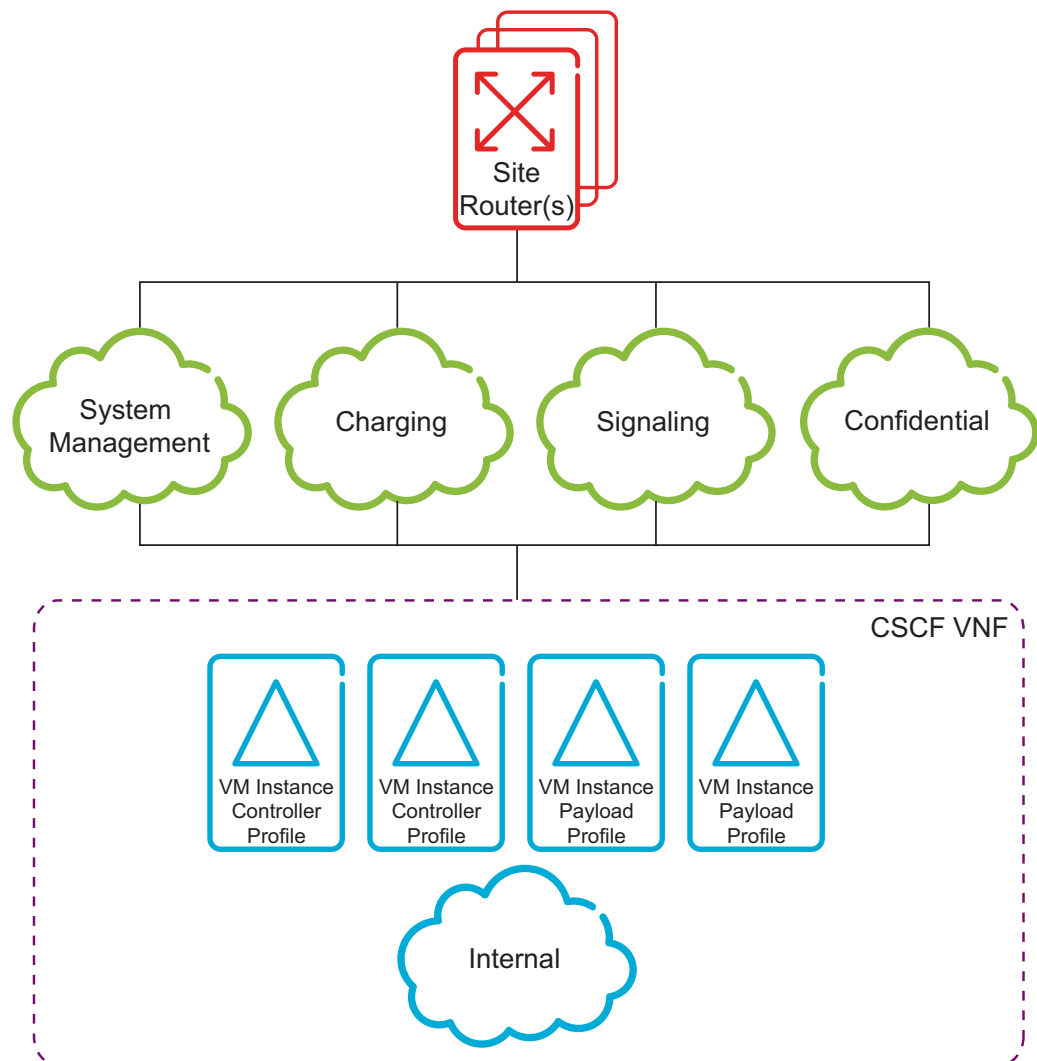 Site
Router(s)
System
Management
Charging
Signaling
Confidential
CSCF VNF
VM Instance
Controller
Profile
VM Instance
Controller
Profile
VM Instance
Payload
Profile
VM Instance
Payload
Profile
Internal